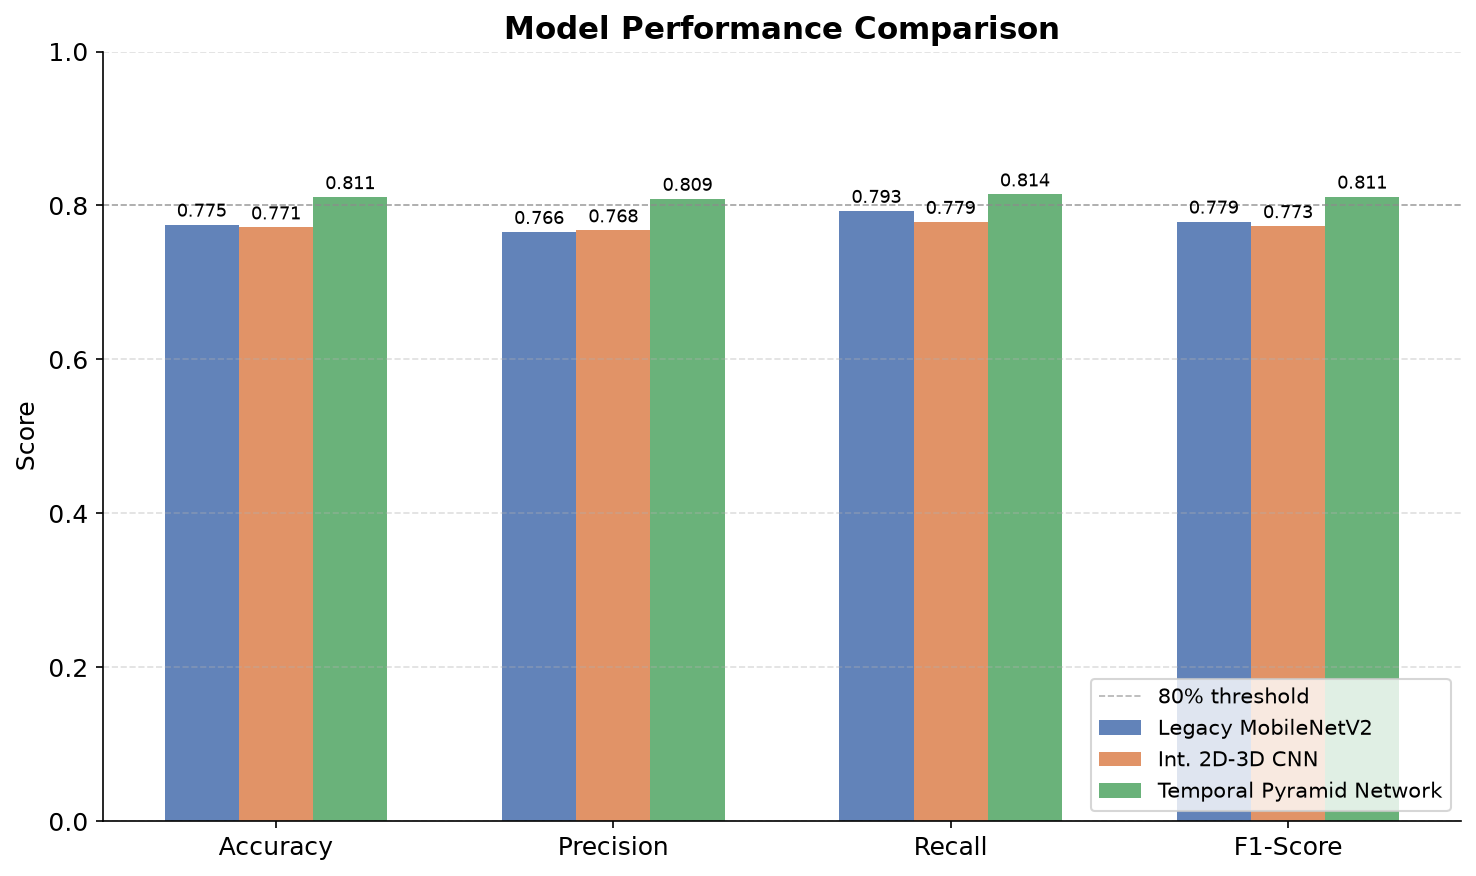 Model Performance Comparison
Score
1.0
0.8
0.6
0.4
0.2
0.0
0.775
0.771
0.811
0.766
0.768
0.809
0.793
0.779
0.814
0.779
0.773
0.811
Accuracy
Precision
Recall
F1-Score
80% threshold
Legacy MobileNetV2
Int. 2D-3D CNN
Temporal Pyramid Network